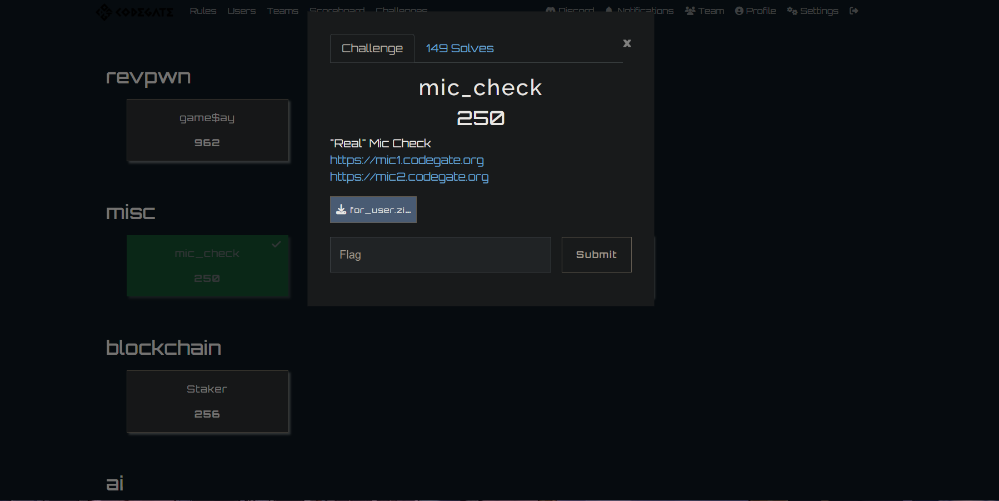 CODEGATE Rules Users Teams Scoreboard Challenges Discord Notifications Team Profile Settings
Challenge 149 Solves x
mic_check
250
"Real" Mic Check
https://mic1.codegate.org
https://mic2.codegate.org
for_user.zi…
Flag Submit
revpwn
game$ay
962
misc
mic_check
250
blockchain
Staker
256
ai